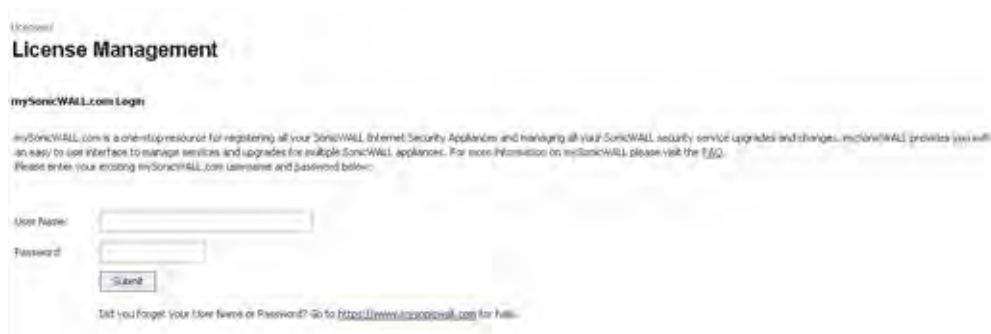 Licenses/
License Management
mySonicWALL.com Login
mySonicWALL.com is a one-stop resource for registering all your SonicWALL Internet Security Appliances and managing all your SonicWALL security service upgrades and changes. mySonicWALL provides you with
an easy to use interface to manage services and upgrades for multiple SonicWALL appliances. For more information on mySonicWALL please visit the FAQ.
Please enter your existing mySonicWALL.com username and password below:
User Name:
Password:
Submit
Did you forget your User Name or Password? Go to https://www.mysonicwall.com for help.